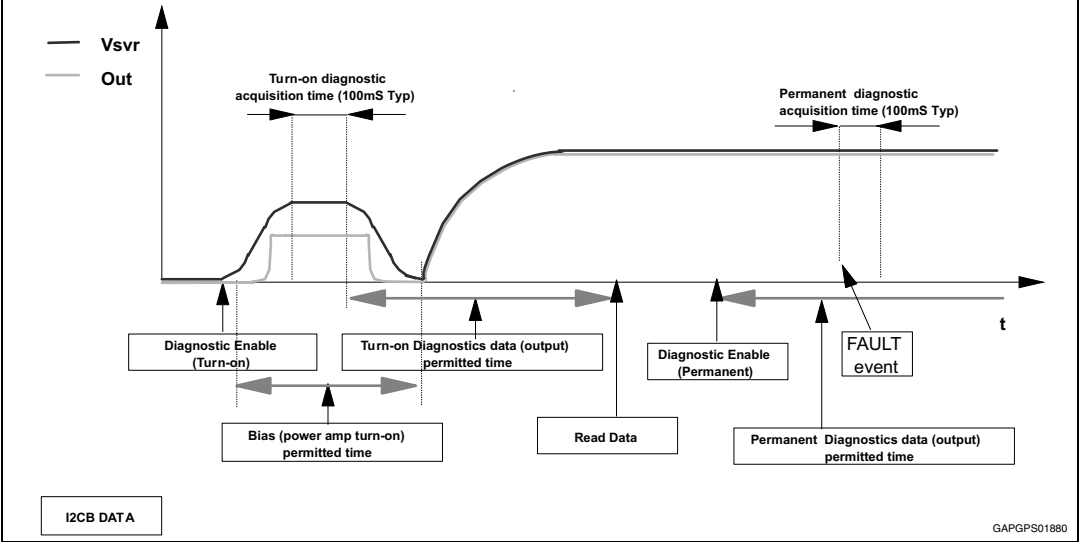 Vsvr
Out
Turn-on diagnostic
acquisition time (100mS Typ)
Permanent diagnostic
acquisition time (100mS Typ)
t
Diagnostic Enable
(Turn-on)
Turn-on Diagnostics data (output)
permitted time
Diagnostic Enable
(Permanent)
FAULT
event
Bias (power amp turn-on)
permitted time
Read Data
Permanent Diagnostics data (output)
permitted time
I2CB DATA
GAPGPS01880